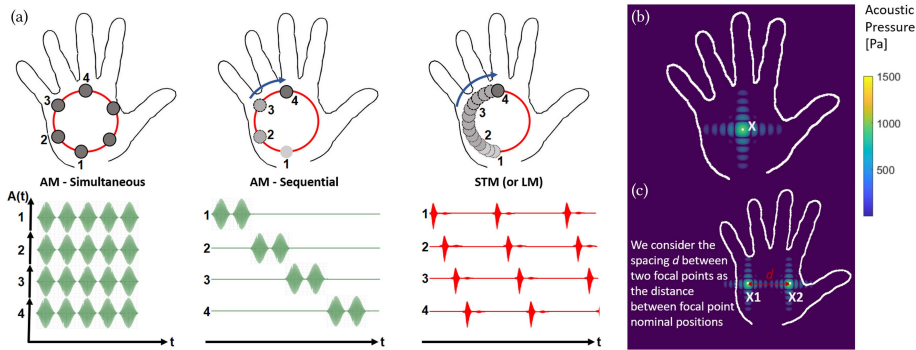 (a)
4
3
2
1
AM - Simultaneous
4
3
2
1
AM - Sequential
4
3
2
1
STM (or LM)
A(t)
1
2
3
4
t
1
2
3
4
t
1
2
3
4
t
(b)
X
Acoustic
Pressure
[Pa]
1500
1000
500
(c)
We consider the
spacing d between
two focal points as
the distance
between focal point
nominal positions
d
X1
X2